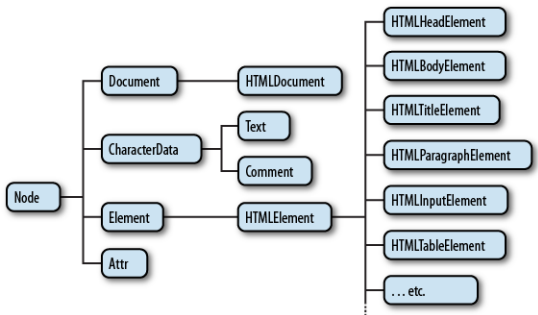 HTMLHeadElement
HTMLBodyElement
Document
HTMLDocument
HTMLTitleElement
Text
CharacterData
HTMLParagraphElement
Comment
Node
HTMLInputElement
Element
HTMLElement
HTMLTableElement
Attr
. . . etc.